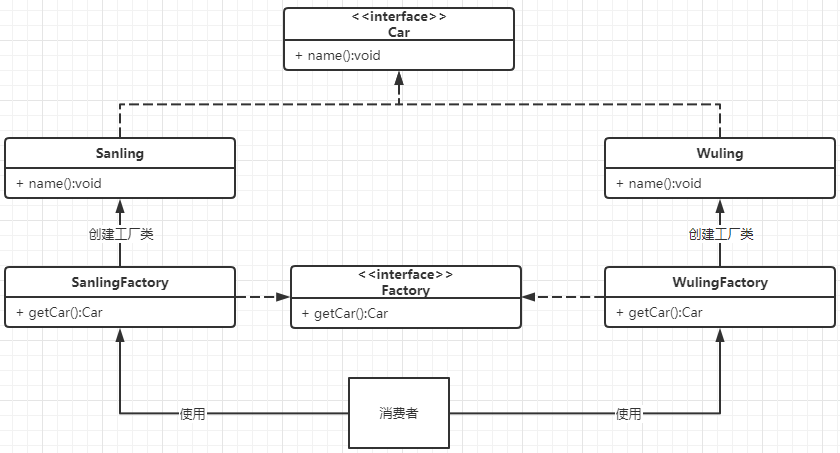 <<interface>>
Car
+ name():void
Sanling
+ name():void
Wuling
+ name():void
创建工厂类
创建工厂类
SanlingFactory
+ getCar():Car
<<interface>>
Factory
+ getCar():Car
WulingFactory
+ getCar():Car
使用
消费者
使用